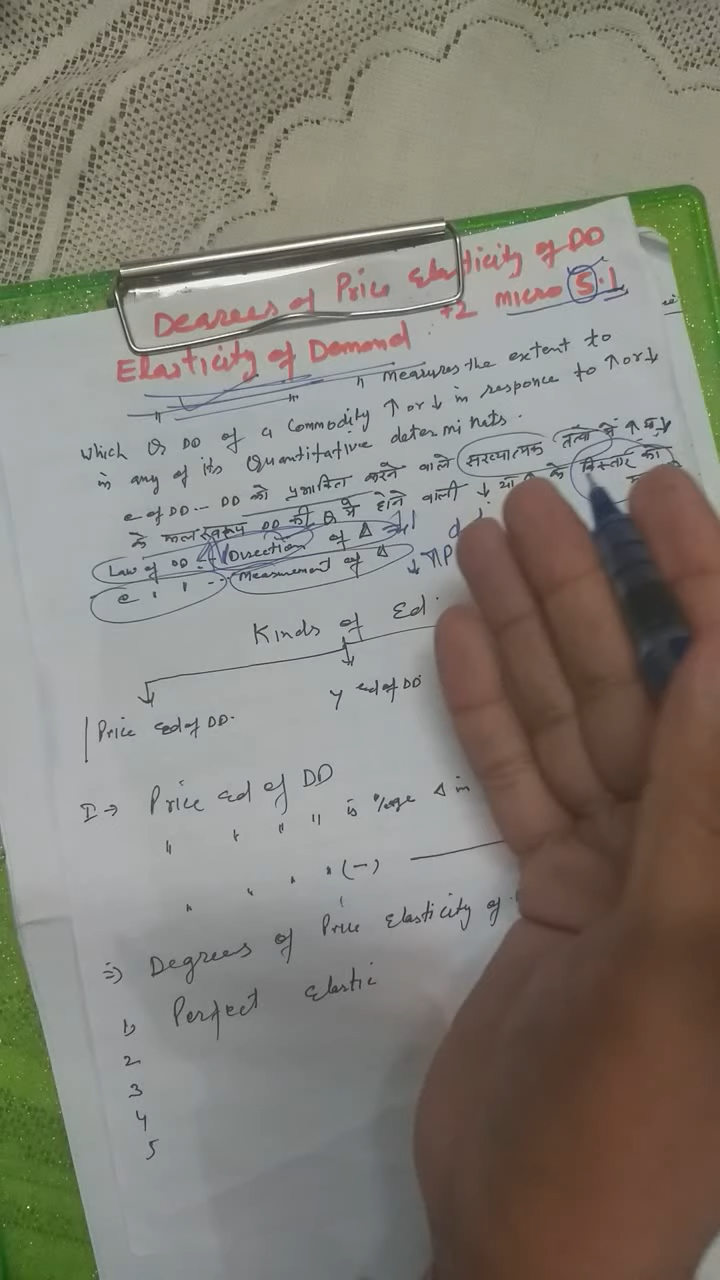 Degrees of Price Elasticity of DD
Elasticity of Demand +2 micro 5.1
" " " Measures the extent to
which Q DD of a Commodity ↑ or ↓ in response to ↑ or ↓
in any of its Quantitative determinats.
e of DD :- DD को प्रभावित करने वाले संख्यात्मक तत्वों में ↑ या ↓
के फलस्वरूप DD की Q में होने वाली ↓ या के विस्तार का
Law of DD :- Direction of Δ
e " " :- Measurement of Δ ↓ ↑P
Kinds of Ed.
Price ed of DD. y ed of DD
I → Price ed of DD
" " " " is %age Δ in
" " " " (-)
⇒ Degrees of Price Elasticity of
1 Perfect Elastic
2
3
4
5